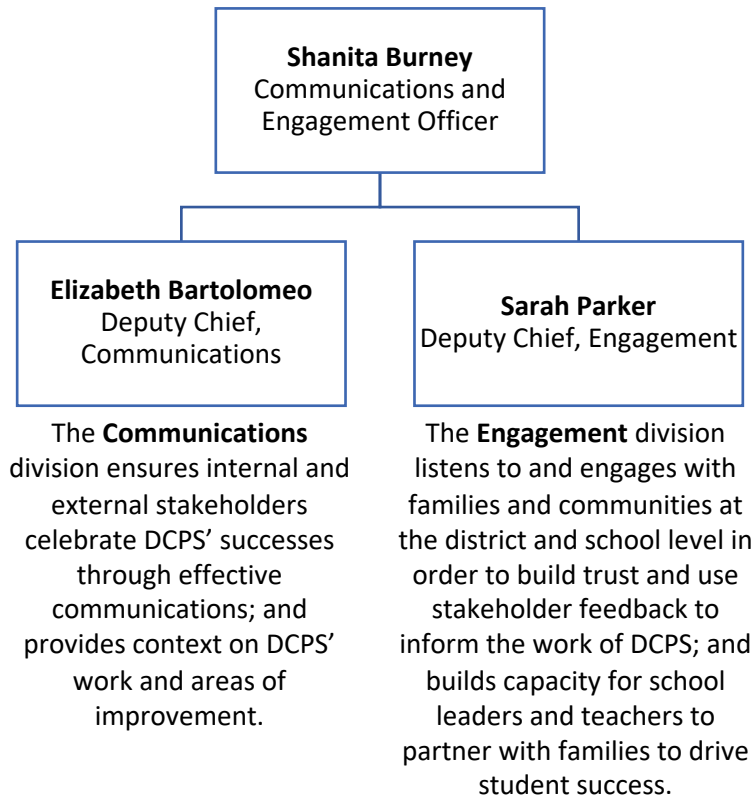 Shanita Burney
Communications and
Engagement Officer
Elizabeth Bartolomeo
Deputy Chief,
Communications
The Communications
division ensures internal and
external stakeholders
celebrate DCPS’ successes
through effective
communications; and
provides context on DCPS’
work and areas of
improvement.
Sarah Parker
Deputy Chief, Engagement
The Engagement division
listens to and engages with
families and communities at
the district and school level in
order to build trust and use
stakeholder feedback to
inform the work of DCPS; and
builds capacity for school
leaders and teachers to
partner with families to drive
student success.